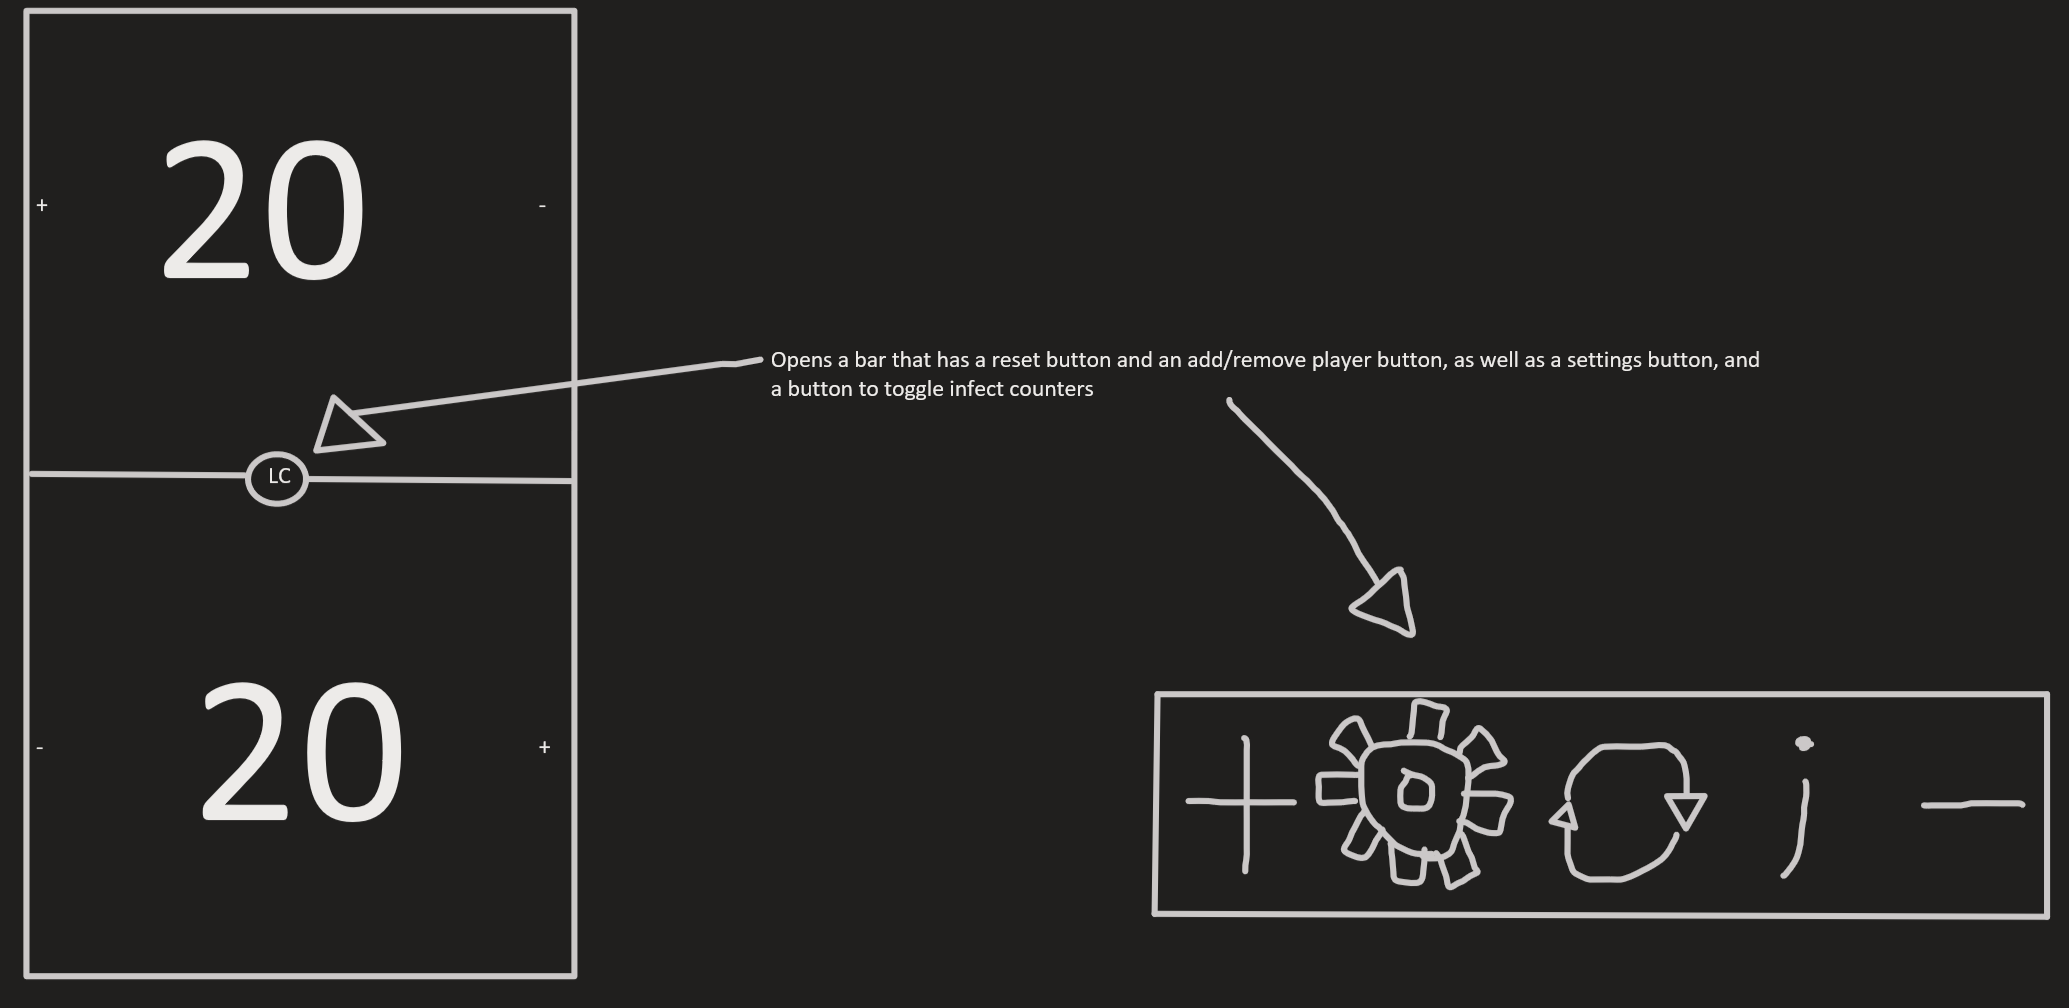 20
+ -
Opens a bar that has a reset button and an add/remove player button, as well as a settings button, and
a button to toggle infect counters
LC
20
- +
+ i -